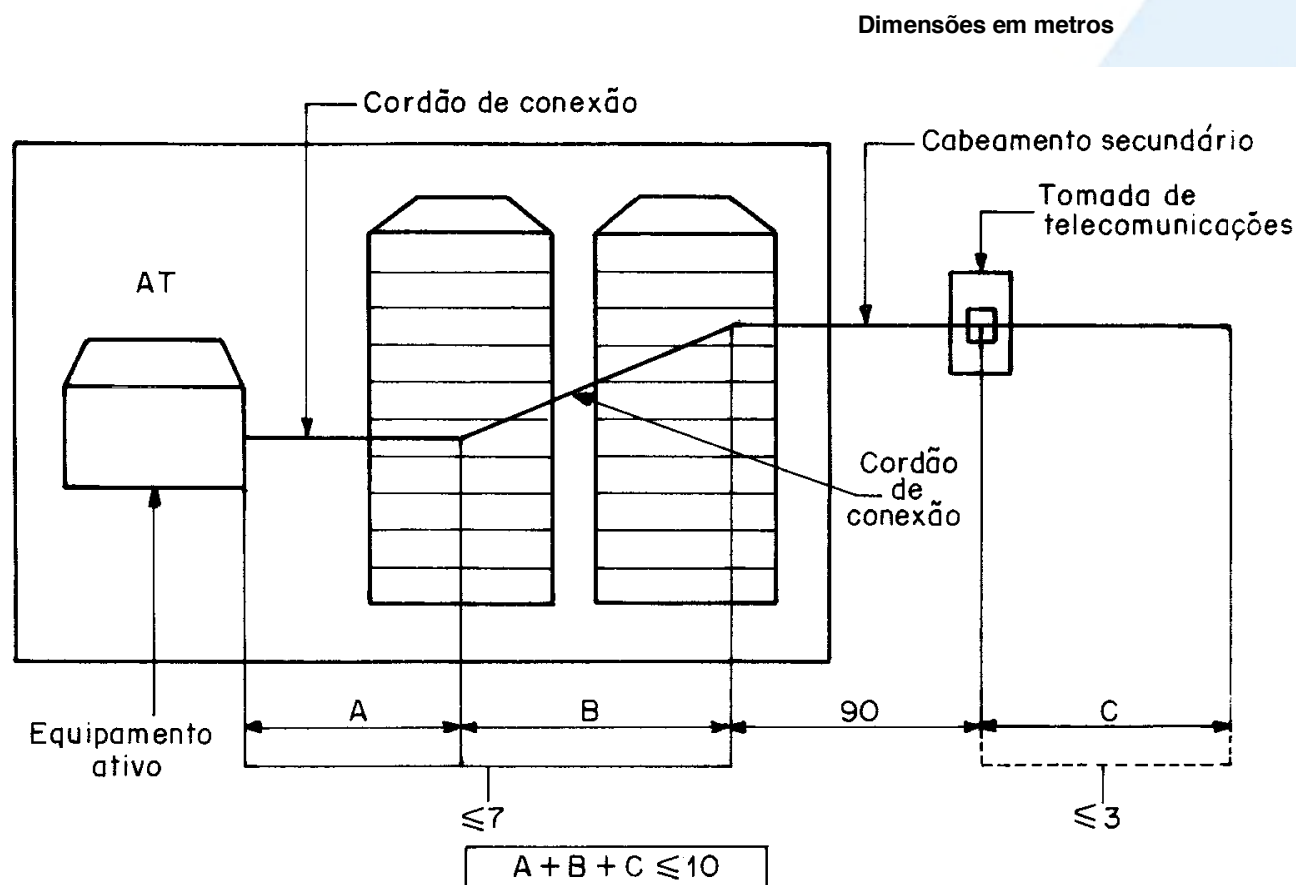 Dimensões em metros
Cordão de conexão
Cabeamento secundário
Tomada de
telecomunicações
AT
Cordão
de
conexão
Equipamento
ativo
A
B
90
C
≤7
≤3
A+B+C ≤10